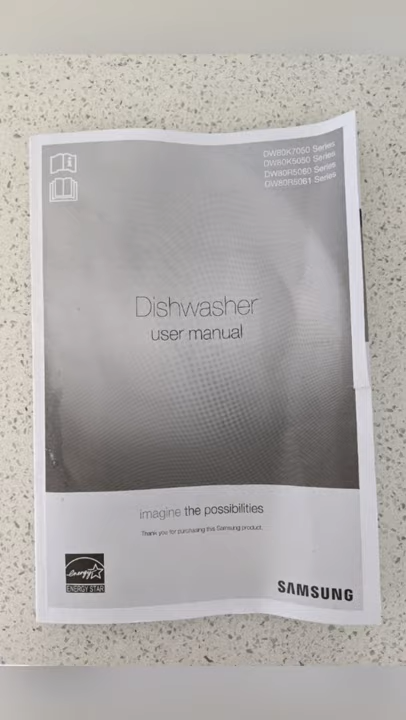 DW80K7050 Series
DW80K5050 Series
DW80R5060 Series
DW80R5061 Series
Dishwasher
user manual
imagine the possibilities
Thank you for purchasing this Samsung product.
energy
ENERGY STAR
SAMSUNG